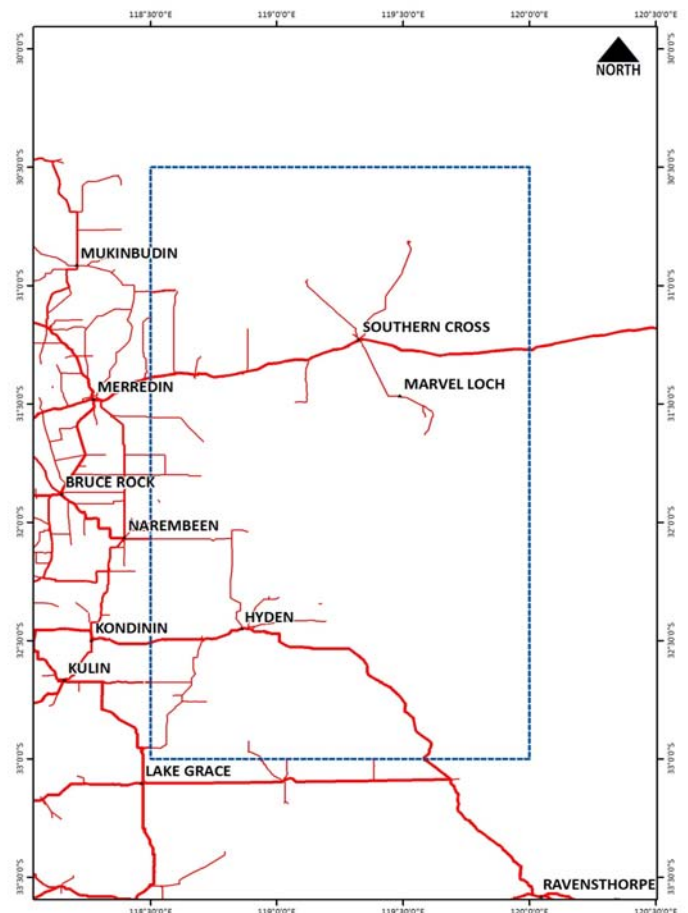 118°30'0"E
119°0'0"E
119°30'0"E
120°0'0"E
120°30'0"E
30°0'0"S
30°0'0"S
NORTH
30°30'0"S
30°30'0"S
MUKINBUDIN
31°0'0"S
31°0'0"S
SOUTHERN CROSS
MERREDIN
MARVEL LOCH
31°30'0"S
31°30'0"S
BRUCE ROCK
32°0'0"S
32°0'0"S
NAREMBEEN
HYDEN
KONDININ
32°30'0"S
32°30'0"S
KULIN
33°0'0"S
33°0'0"S
LAKE GRACE
33°30'0"S
33°30'0"S
RAVENSTHORPE
118°30'0"E
119°0'0"E
119°30'0"E
120°0'0"E
120°30'0"E